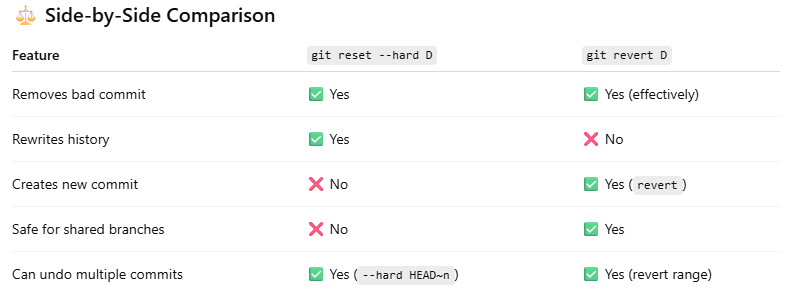 ⚖️ Side-by-Side Comparison
Feature git reset --hard D git revert D
Removes bad commit ✅ Yes ✅ Yes (effectively)
Rewrites history ✅ Yes ❌ No
Creates new commit ❌ No ✅ Yes (revert)
Safe for shared branches ❌ No ✅ Yes
Can undo multiple commits ✅ Yes (--hard HEAD~n) ✅ Yes (revert range)